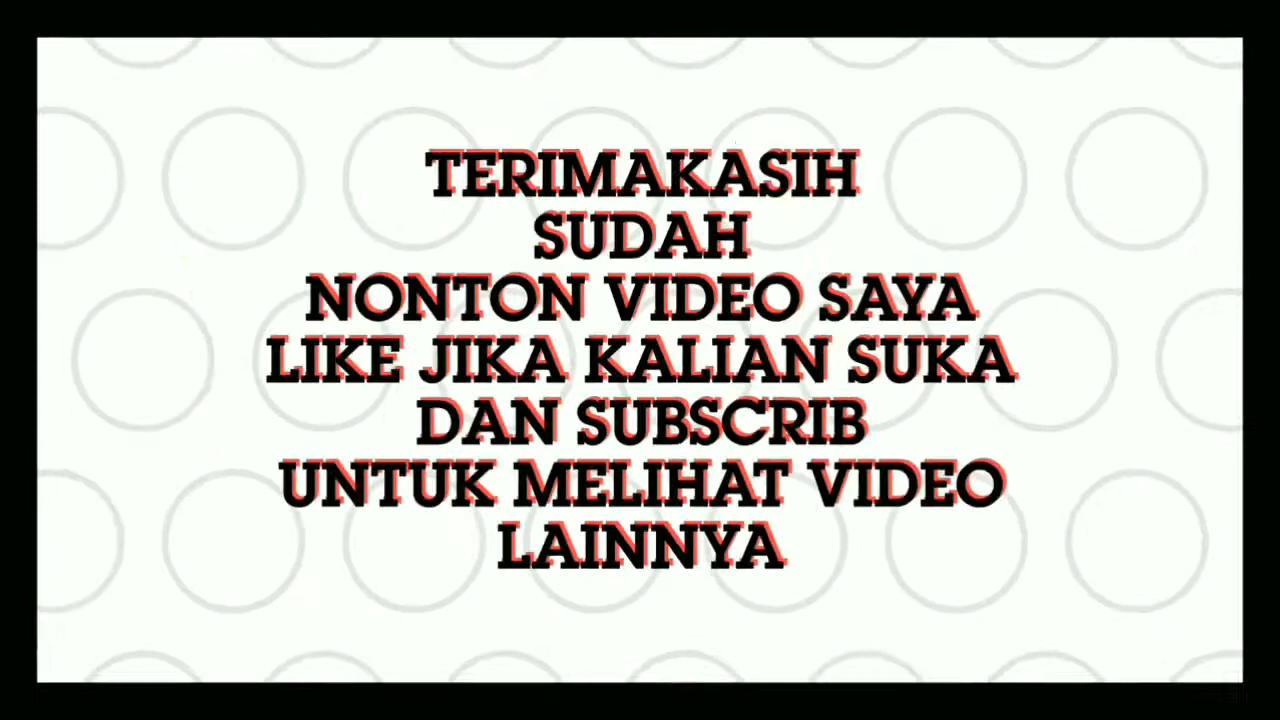 TERIMAKASIH
SUDAH
NONTON VIDEO SAYA
LIKE JIKA KALIAN SUKA
DAN SUBSCRIB
UNTUK MELIHAT VIDEO
LAINNYA